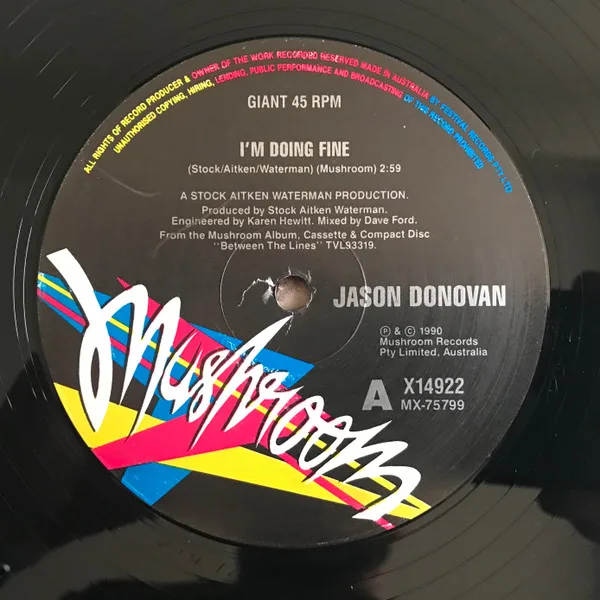 ALL RIGHTS OF RECORD PRODUCER & OWNER OF THE WORK RECORDED RESERVED MADE IN AUSTRALIA BY FESTIVAL RECORDS PTY LTD
UNAUTHORISED COPYING, HIRING, LENDING, PUBLIC PERFORMANCE AND BROADCASTING OF THIS RECORD PROHIBITED
GIANT 45 RPM
I'M DOING FINE
(Stock/Aitken/Waterman) (Mushroom) 2:59
A STOCK AITKEN WATERMAN PRODUCTION.
Produced by Stock Aitken Waterman.
Engineered by Karen Hewitt. Mixed by Dave Ford.
From the Mushroom Album, Cassette & Compact Disc
"Between The Lines" TVL93319.
JASON DONOVAN
℗ & © 1990
Mushroom Records
Pty Limited, Australia
A X14922
MX-75799
Mushroom